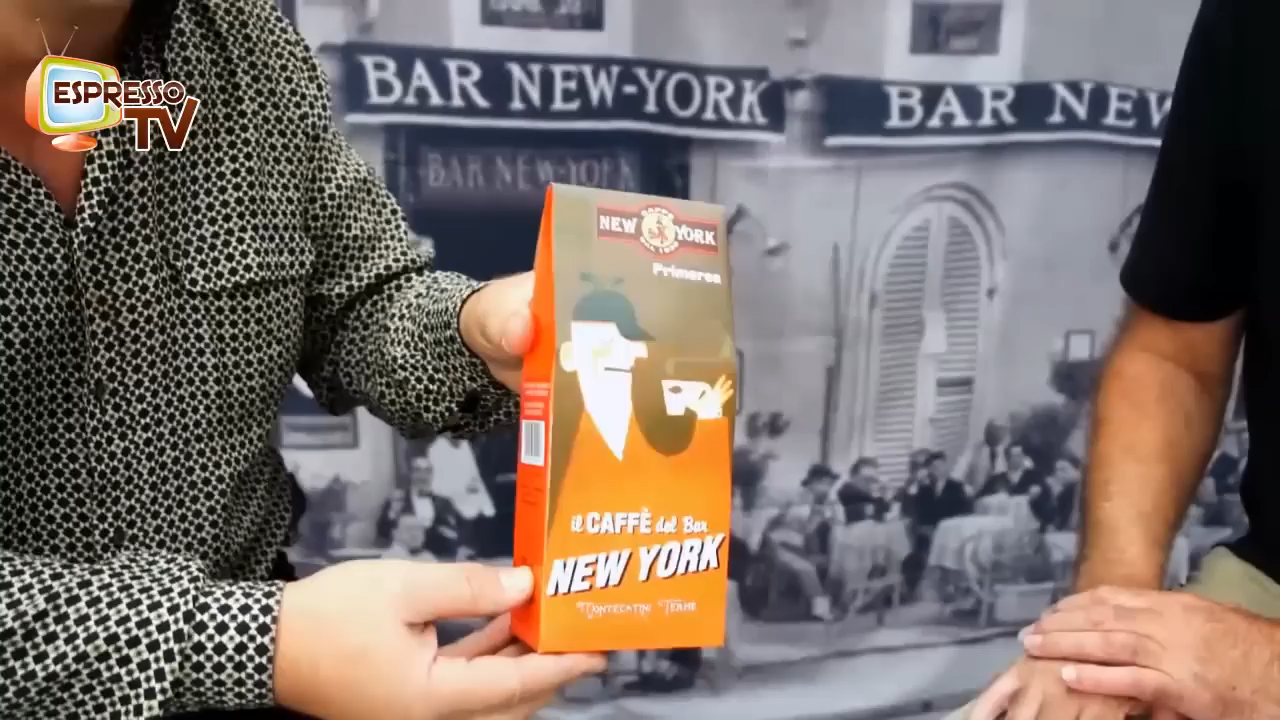 ESPRESSO
TV
BAR NEW-YORK
BAR NEW
BAR NEW-YORK
NEW YORK
CAFFÈ
Primarea
il CAFFÈ del Bar
NEW YORK
MONTECATINI TERME